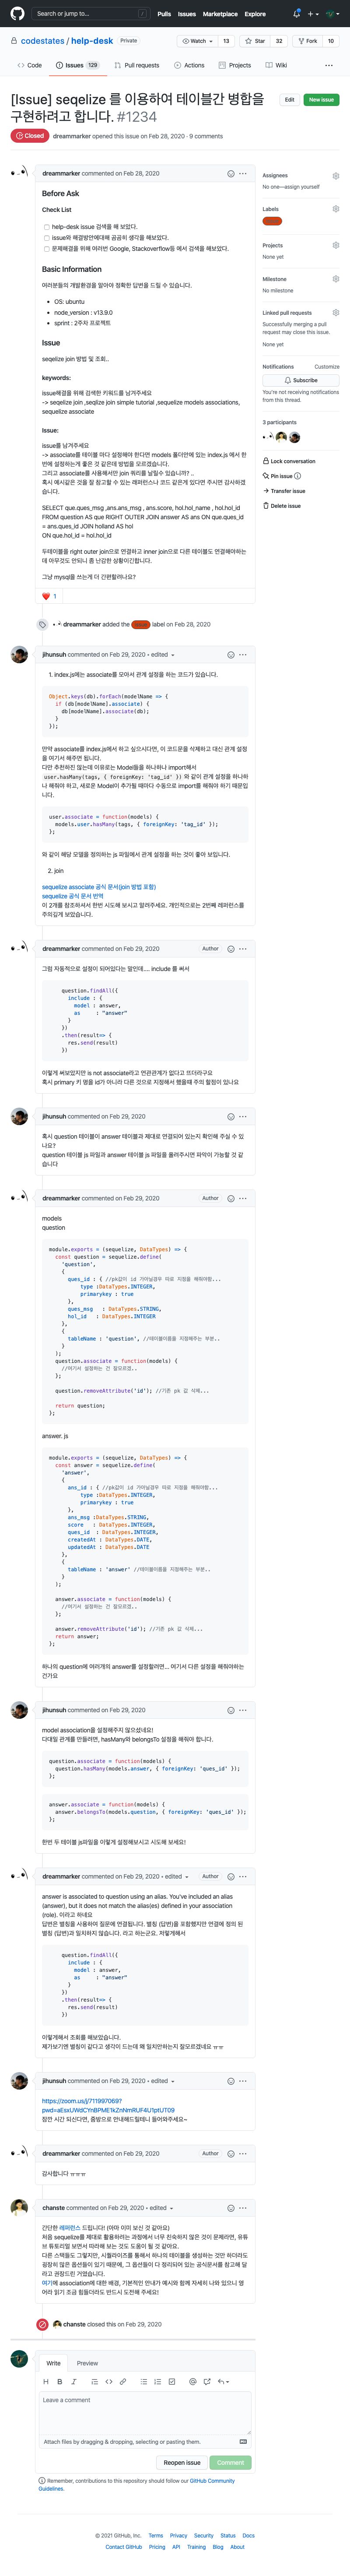 Search or jump to...
/
Pulls Issues Marketplace Explore
codestates / help-desk Private
Watch 13 Star 32 Fork 10
Code Issues 129 Pull requests Actions Projects Wiki
[Issue] seqelize 를 이용하여 테이블간 병합을
구현하려고 합니다. #1234
Edit New issue
Closed dreammarker opened this issue on Feb 28, 2020 · 9 comments
dreammarker commented on Feb 28, 2020
Before Ask
Check List
help-desk issue 검색을 해 보았다.
issue와 해결방안에대해 곰곰히 생각을 해보았다.
문제해결을 위해 여러번 Google, Stackoverflow등 에서 검색을 해보았다.
Basic Information
여러분들의 개발환경을 알아야 정확한 답변을 드릴 수 있습니다.
OS: ubuntu
node_version : v13.9.0
sprint : 2주차 프로젝트
Issue
seqelize join 방법 및 조회..
keywords:
issue해결를 위해 검색한 키워드를 남겨주세요
-> seqelize join ,seqlize join simple tutorial ,sequelize models associations,
sequelize associate
Issue:
issue를 남겨주세요
-> associate를 테이블 마다 설정해야 한다면 models 폴더안에 있는 index.js 에서 한
번에 설정하는게 좋은 것 같은데 방법을 모르겠습니다.
그리고 associate를 사용해서만 join 쿼리를 날릴수 있습니까? ..
혹시 예시같은 것을 잘 참고할 수 있는 래퍼런스나 코드 같은게 있다면 주시면 감사하겠
습니다.
SELECT que.ques_msg ,ans.ans_msg , ans.score, hol.holo_name , hol.hol_id
FROM question AS que RIGHT OUTER JOIN answer AS ans ON que.ques_id
= ans.ques_id JOIN holland AS hol
ON que.hol_id = hol.hol_id
두테이블을 right outer join으로 연결하고 inner join으로 다른 테이블도 연결해야하는
데 아무것도 안되니 좀 난감한 상황이긴합니다.
그냥 mysql을 쓰는게 더 간편할려나요?
1
dreammarker added the label on Feb 28, 2020
jihunsuh commented on Feb 29, 2020 • edited
1. index.js에는 associate를 모아서 관계 설정을 하는 코드가 있습니다.
Object.keys(db).forEach(modelName => {
if (db[modelName].associate) {
db[modelName].associate(db);
}
});
만약 associate를 index.js에서 하고 싶으시다면, 이 코드문을 삭제하고 대신 관계 설정
을 여기서 해주면 됩니다.
다만 추천하진 않는데 이유로는 Model들을 하나하나 import해서
user.hasMany(tags, { foreignKey: 'tag_id' }) 와 같이 관계 설정을 하나하
나 해줘야 하고, 새로운 Model이 추가될 때마다 수동으로 import를 해줘야 하기 때문입
니다.
user.associate = function(models) {
models.user.hasMany(tags, { foreignKey: 'tag_id' });
};
와 같이 해당 모델을 정의하는 js 파일에서 관계 설정을 하는 것이 좋아 보입니다.
2. join
sequelize associate 공식 문서(join 방법 포함)
sequelize 공식 문서 번역
이 2개를 참조하셔서 한번 시도해 보시고 알려주세요. 개인적으로는 2번째 레퍼런스를
주의깊게 보았습니다.
dreammarker commented on Feb 29, 2020 Author
그럼 자동적으로 설정이 되어있다는 말인데.... include 를 써서
question.findAll({
include : {
model : answer,
as : "answer"
}
})
.then(result=> {
res.send(result)
})
이렇게 써보았지만 is not associate라고 연관관계가 없다고 뜨더라구요
혹시 primary 키 명을 id가 아니라 다른 것으로 지정해서 했을때 주의 할점이 있나요
jihunsuh commented on Feb 29, 2020
혹시 question 테이블이 answer 테이블과 제대로 연결되어 있는지 확인해 주실 수 있
나요?
question 테이블 js 파일과 answer 테이블 js 파일을 올려주시면 파악이 가능할 것 같
습니다
dreammarker commented on Feb 29, 2020 Author
models
question
module.exports = (sequelize, DataTypes) => {
const question = sequelize.define(
'question',
{
ques_id : { //pk값이 id 가아닐경우 따로 지정을 해줘야함...
type :DataTypes.INTEGER,
primarykey : true
},
ques_msg : DataTypes.STRING,
hol_id : DataTypes.INTEGER
},
{
tableName : 'question', //테이블이름을 지정해주는 부분..
}
);
question.associate = function(models) {
//여기서 설정하는 건 잘모르겠..
};
question.removeAttribute('id'); //기존 pk 값 삭제...
return question;
};
answer. js
module.exports = (sequelize, DataTypes) => {
const answer = sequelize.define(
'answer',
{
ans_id : { //pk값이 id 가아닐경우 따로 지정을 해줘야함...
type :DataTypes.INTEGER,
primarykey : true
},
ans_msg :DataTypes.STRING,
score : DataTypes.INTEGER,
ques_id : DataTypes.INTEGER,
createdAt : DataTypes.DATE,
updatedAt : DataTypes.DATE
},
{
tableName : 'answer' //테이블이름을 지정해주는 부분..
},
);
answer.associate = function(models) {
//여기서 설정하는 건 잘모르겠..
};
answer.removeAttribute('id'); //기존 pk 값 삭제...
return answer;
};
하나의 question에 여러개의 answer를 설정할려면... 여기서 다른 설정을 해줘야하는
건가요
jihunsuh commented on Feb 29, 2020
model association을 설정해주지 않으셨네요!
다대일 관계를 만들려면, hasMany와 belongsTo 설정을 해줘야 합니다.
question.associate = function(models) {
question.hasMany(models.answer, { foreignKey: 'ques_id' });
};
answer.associate = function(models) {
answer.belongsTo(models.question, { foreignKey: 'ques_id' });
};
한번 두 테이블 js파일을 이렇게 설정해보시고 시도해 보세요!
dreammarker commented on Feb 29, 2020 • edited Author
answer is associated to question using an alias. You've included an alias
(answer), but it does not match the alias(es) defined in your association
(role). 이라고 하네요
답변은 별칭을 사용하여 질문에 연결됩니다. 별칭 (답변)을 포함했지만 연결에 정의 된
별칭 (답변)과 일치하지 않습니다. 라고 하는군요. 저렇게해서
question.findAll({
include : {
model : answer,
as : "answer"
}
})
.then(result=> {
res.send(result)
})
이렇게해서 조회를 해보았습니다.
제가보기엔 별칭이 같다고 생각이 드는데 왜 일치안하는지 잘모르겠네요 ㅠㅠ
jihunsuh commented on Feb 29, 2020 • edited
https://zoom.us/j/711997069?
pwd=aEsxUWdCYnBPME1kZnNmRlJF4U1ptUT09
잠깐 시간 되신다면, 줌방으로 안내해드릴테니 들어와주세요~
dreammarker commented on Feb 29, 2020 Author
감사합니다 ㅠㅠㅠ
chanste commented on Feb 29, 2020 • edited
간단한 레퍼런스 드립니다! (아마 이미 보신 것 같아요)
처음 sequelize를 제대로 활용하려는 과정에서 너무 친숙하지 않은 것이 문제라면, 유튜
브 튜토리얼 보면서 따라해 보는 것도 도움이 될 것 같아요.
다른 스택들도 그렇지만, 시퀄라이즈를 통해서 하나의 테이블을 생성하는 것만 하더라도
굉장히 많은 옵션들이 있기 때문에, 그 옵션들이 다 정리되어 있는 공식문서를 참고해 달
라고 권장드린 거였습니다.
여기에 association에 대한 배경, 기본적인 안내가 예시와 함께 자세히 나와 있으니 영
어라 읽기 조금 힘들더라도 반드시 도전해 주세요!
chanste closed this on Feb 29, 2020
Write Preview
Leave a comment
Attach files by dragging & dropping, selecting or pasting them.
Reopen issue Comment
Remember, contributions to this repository should follow our GitHub Community
Guidelines.
Assignees
No one—assign yourself
Labels
Projects
None yet
Milestone
No milestone
Linked pull requests
Successfully merging a pull
request may close this issue.
None yet
Notifications Customize
Subscribe
You're not receiving notifications
from this thread.
3 participants
Lock conversation
Pin issue
Transfer issue
Delete issue
© 2021 GitHub, Inc. Terms Privacy Security Status Docs
Contact GitHub Pricing API Training Blog About